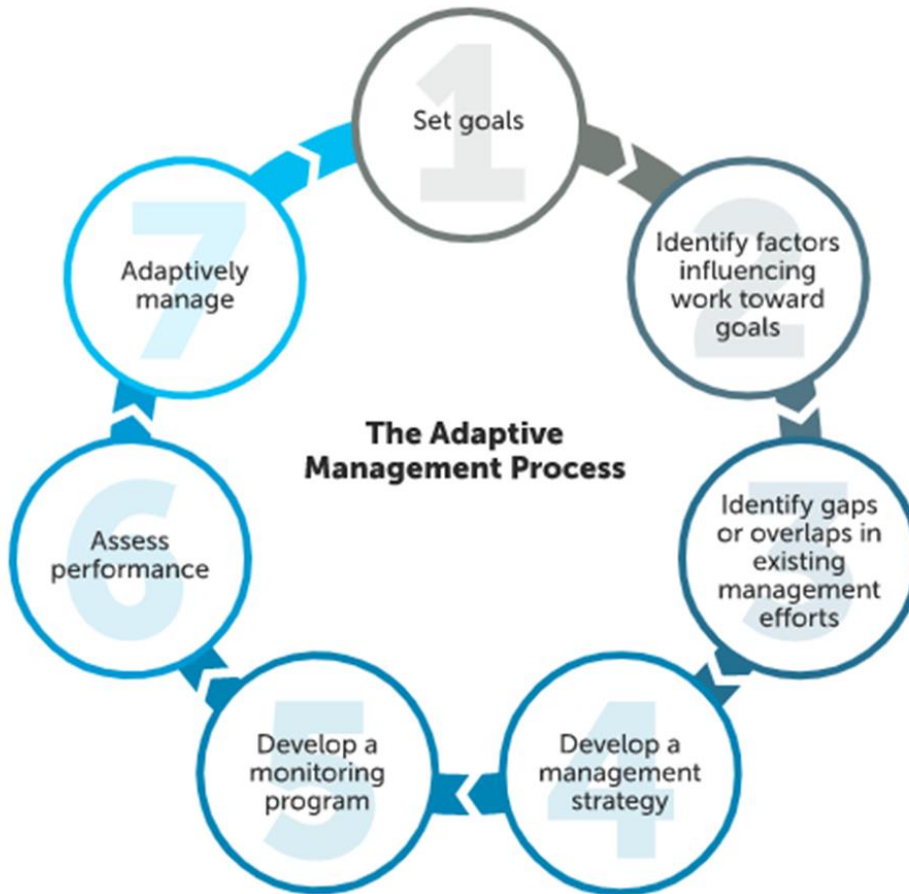 1
Set goals
2
Identify factors
influencing
work toward
goals
3
Identify gaps
or overlaps in
existing
management
efforts
4
Develop a
management
strategy
5
Develop a
monitoring
program
6
Assess
performance
7
Adaptively
manage
The Adaptive
Management Process